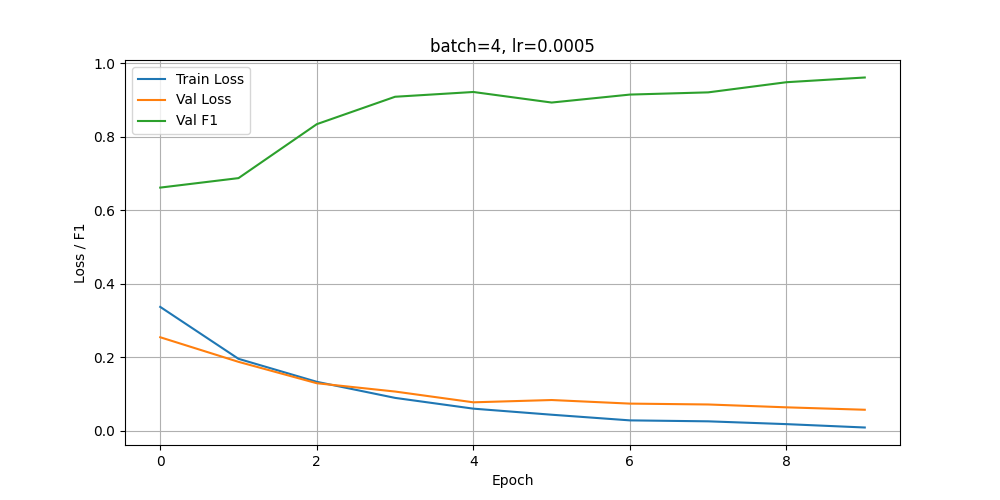 batch=4, lr=0.0005
Train Loss
Val Loss
Val F1
Loss / F1
1.0
0.8
0.6
0.4
0.2
0.0
0 2 4 6 8
Epoch